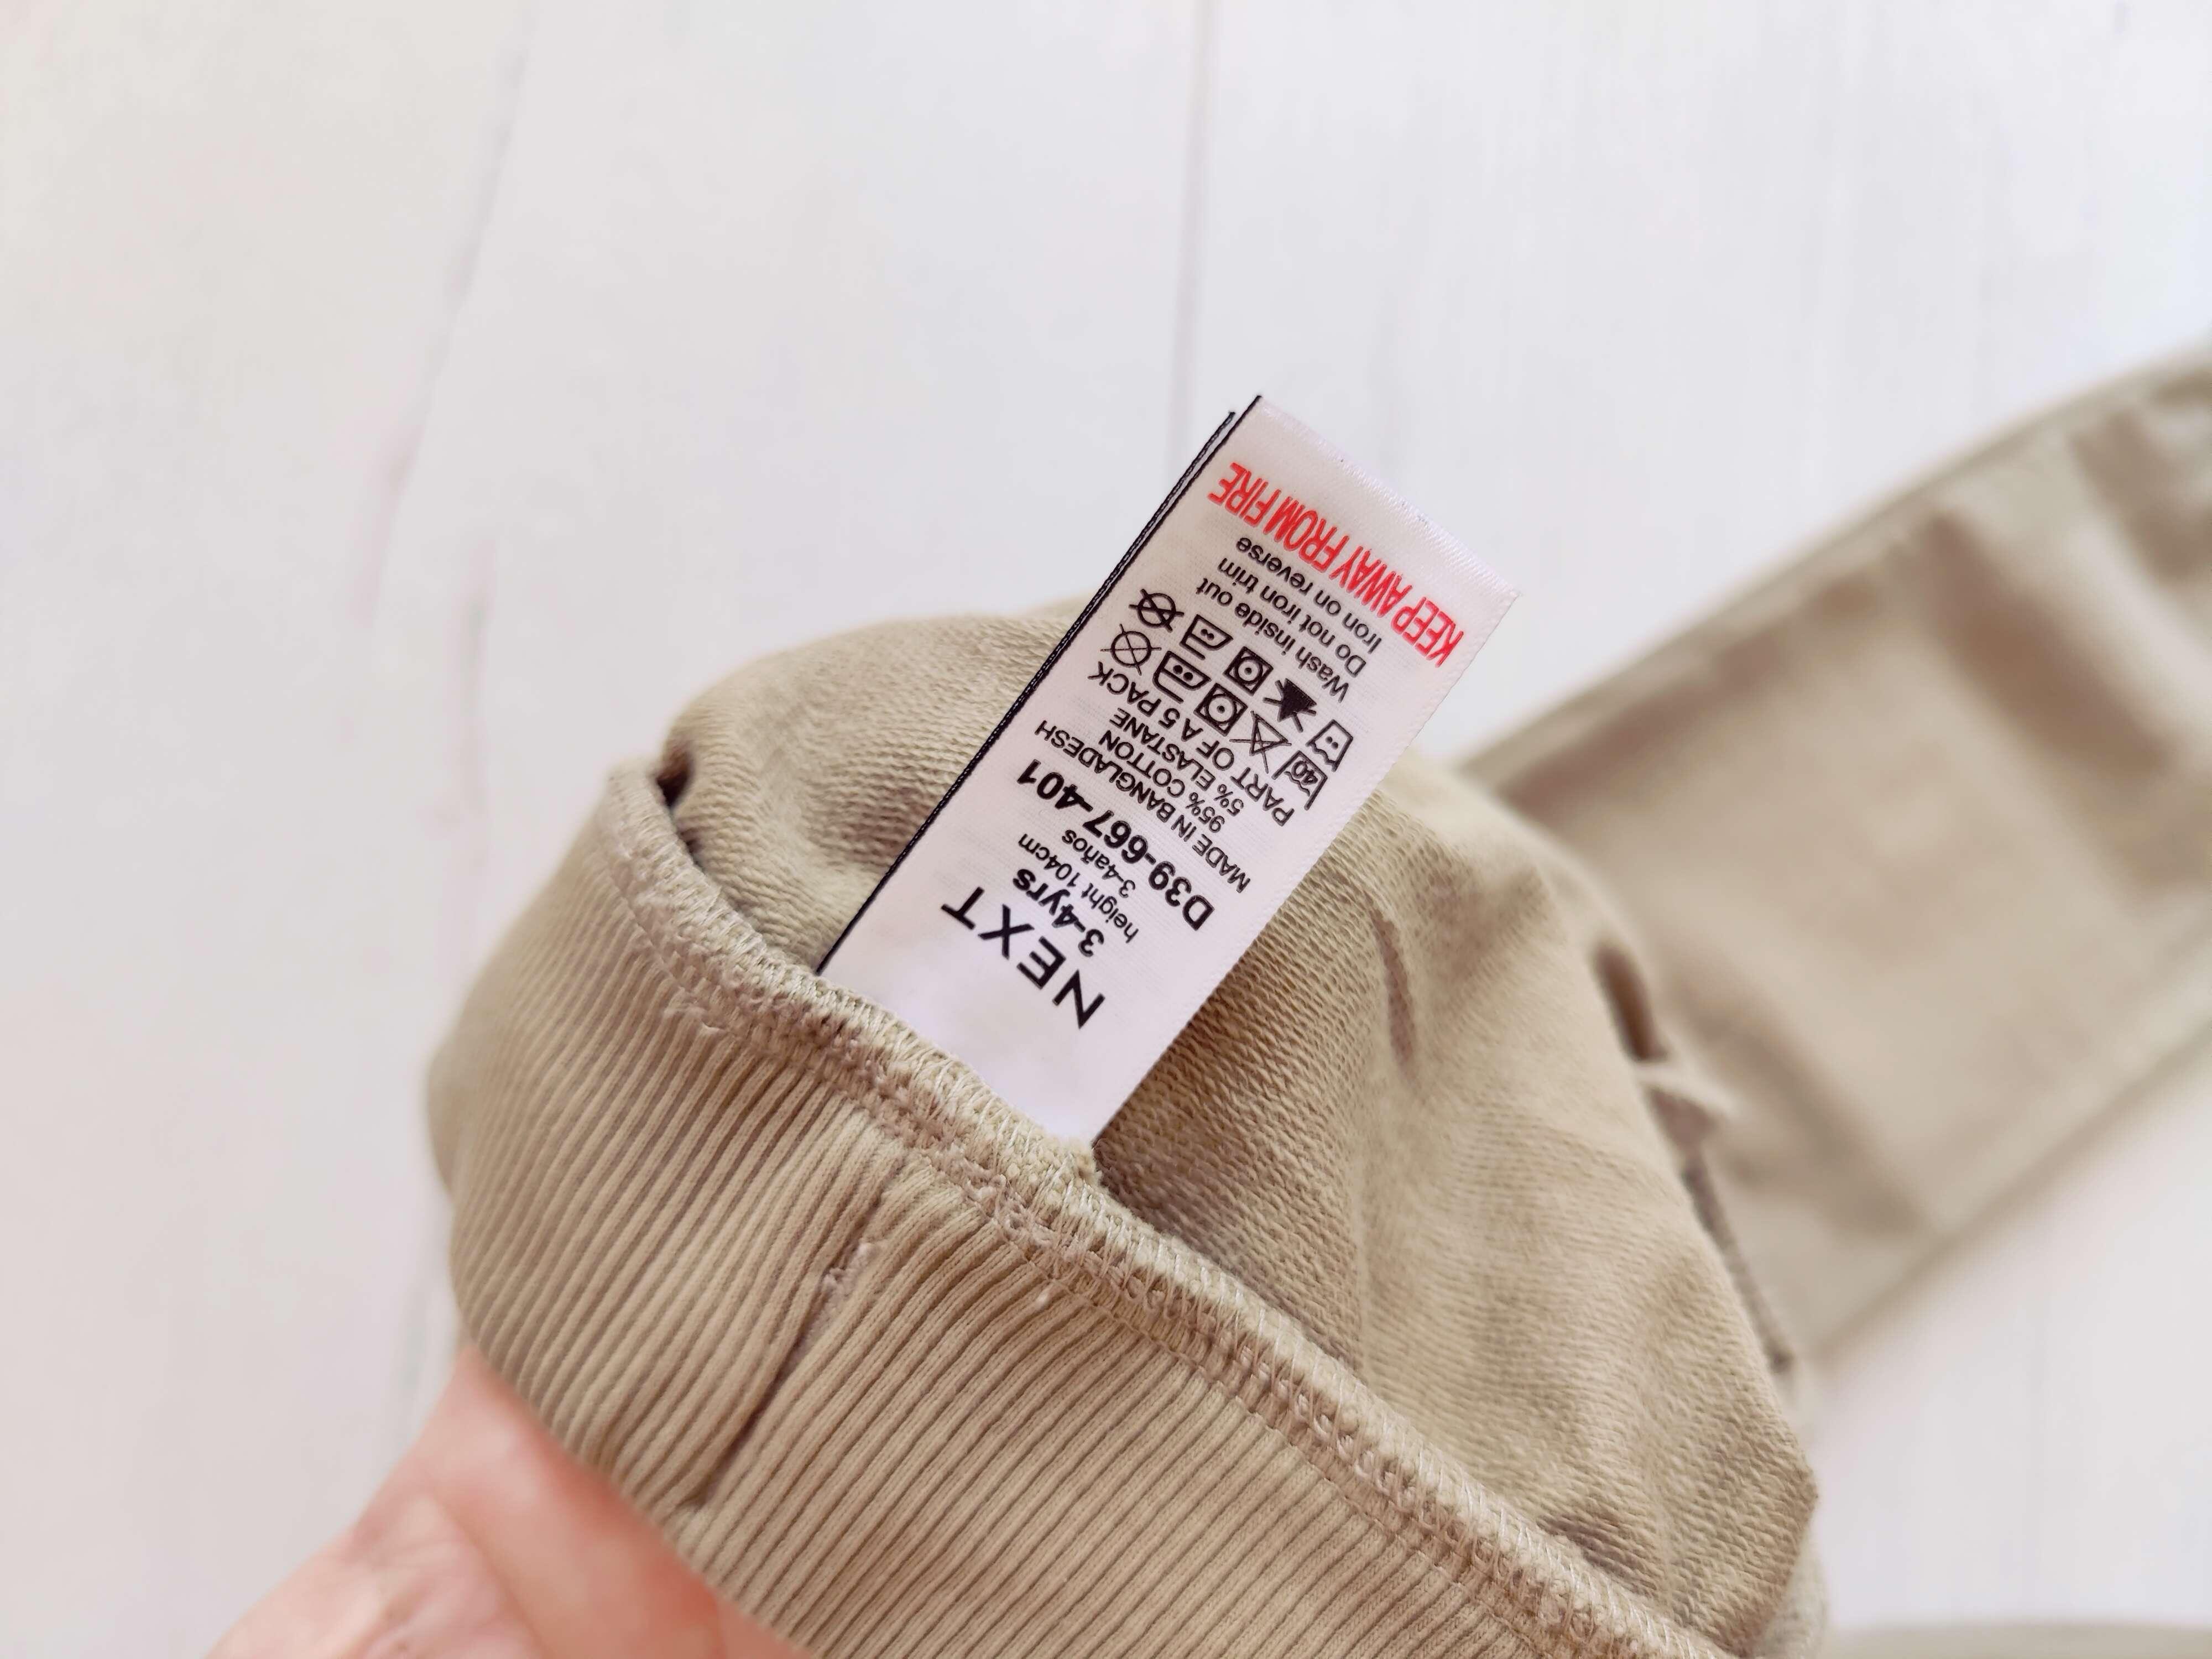 NEXT
3-4yrs
height 104cm
3-4años
D39-667-401
MADE IN BANGLADESH
95% COTTON
5% ELASTANE
PART OF A 5 PACK
40
Wash inside out
Do not iron trim
Iron on reverse
KEEP AWAY FROM FIRE